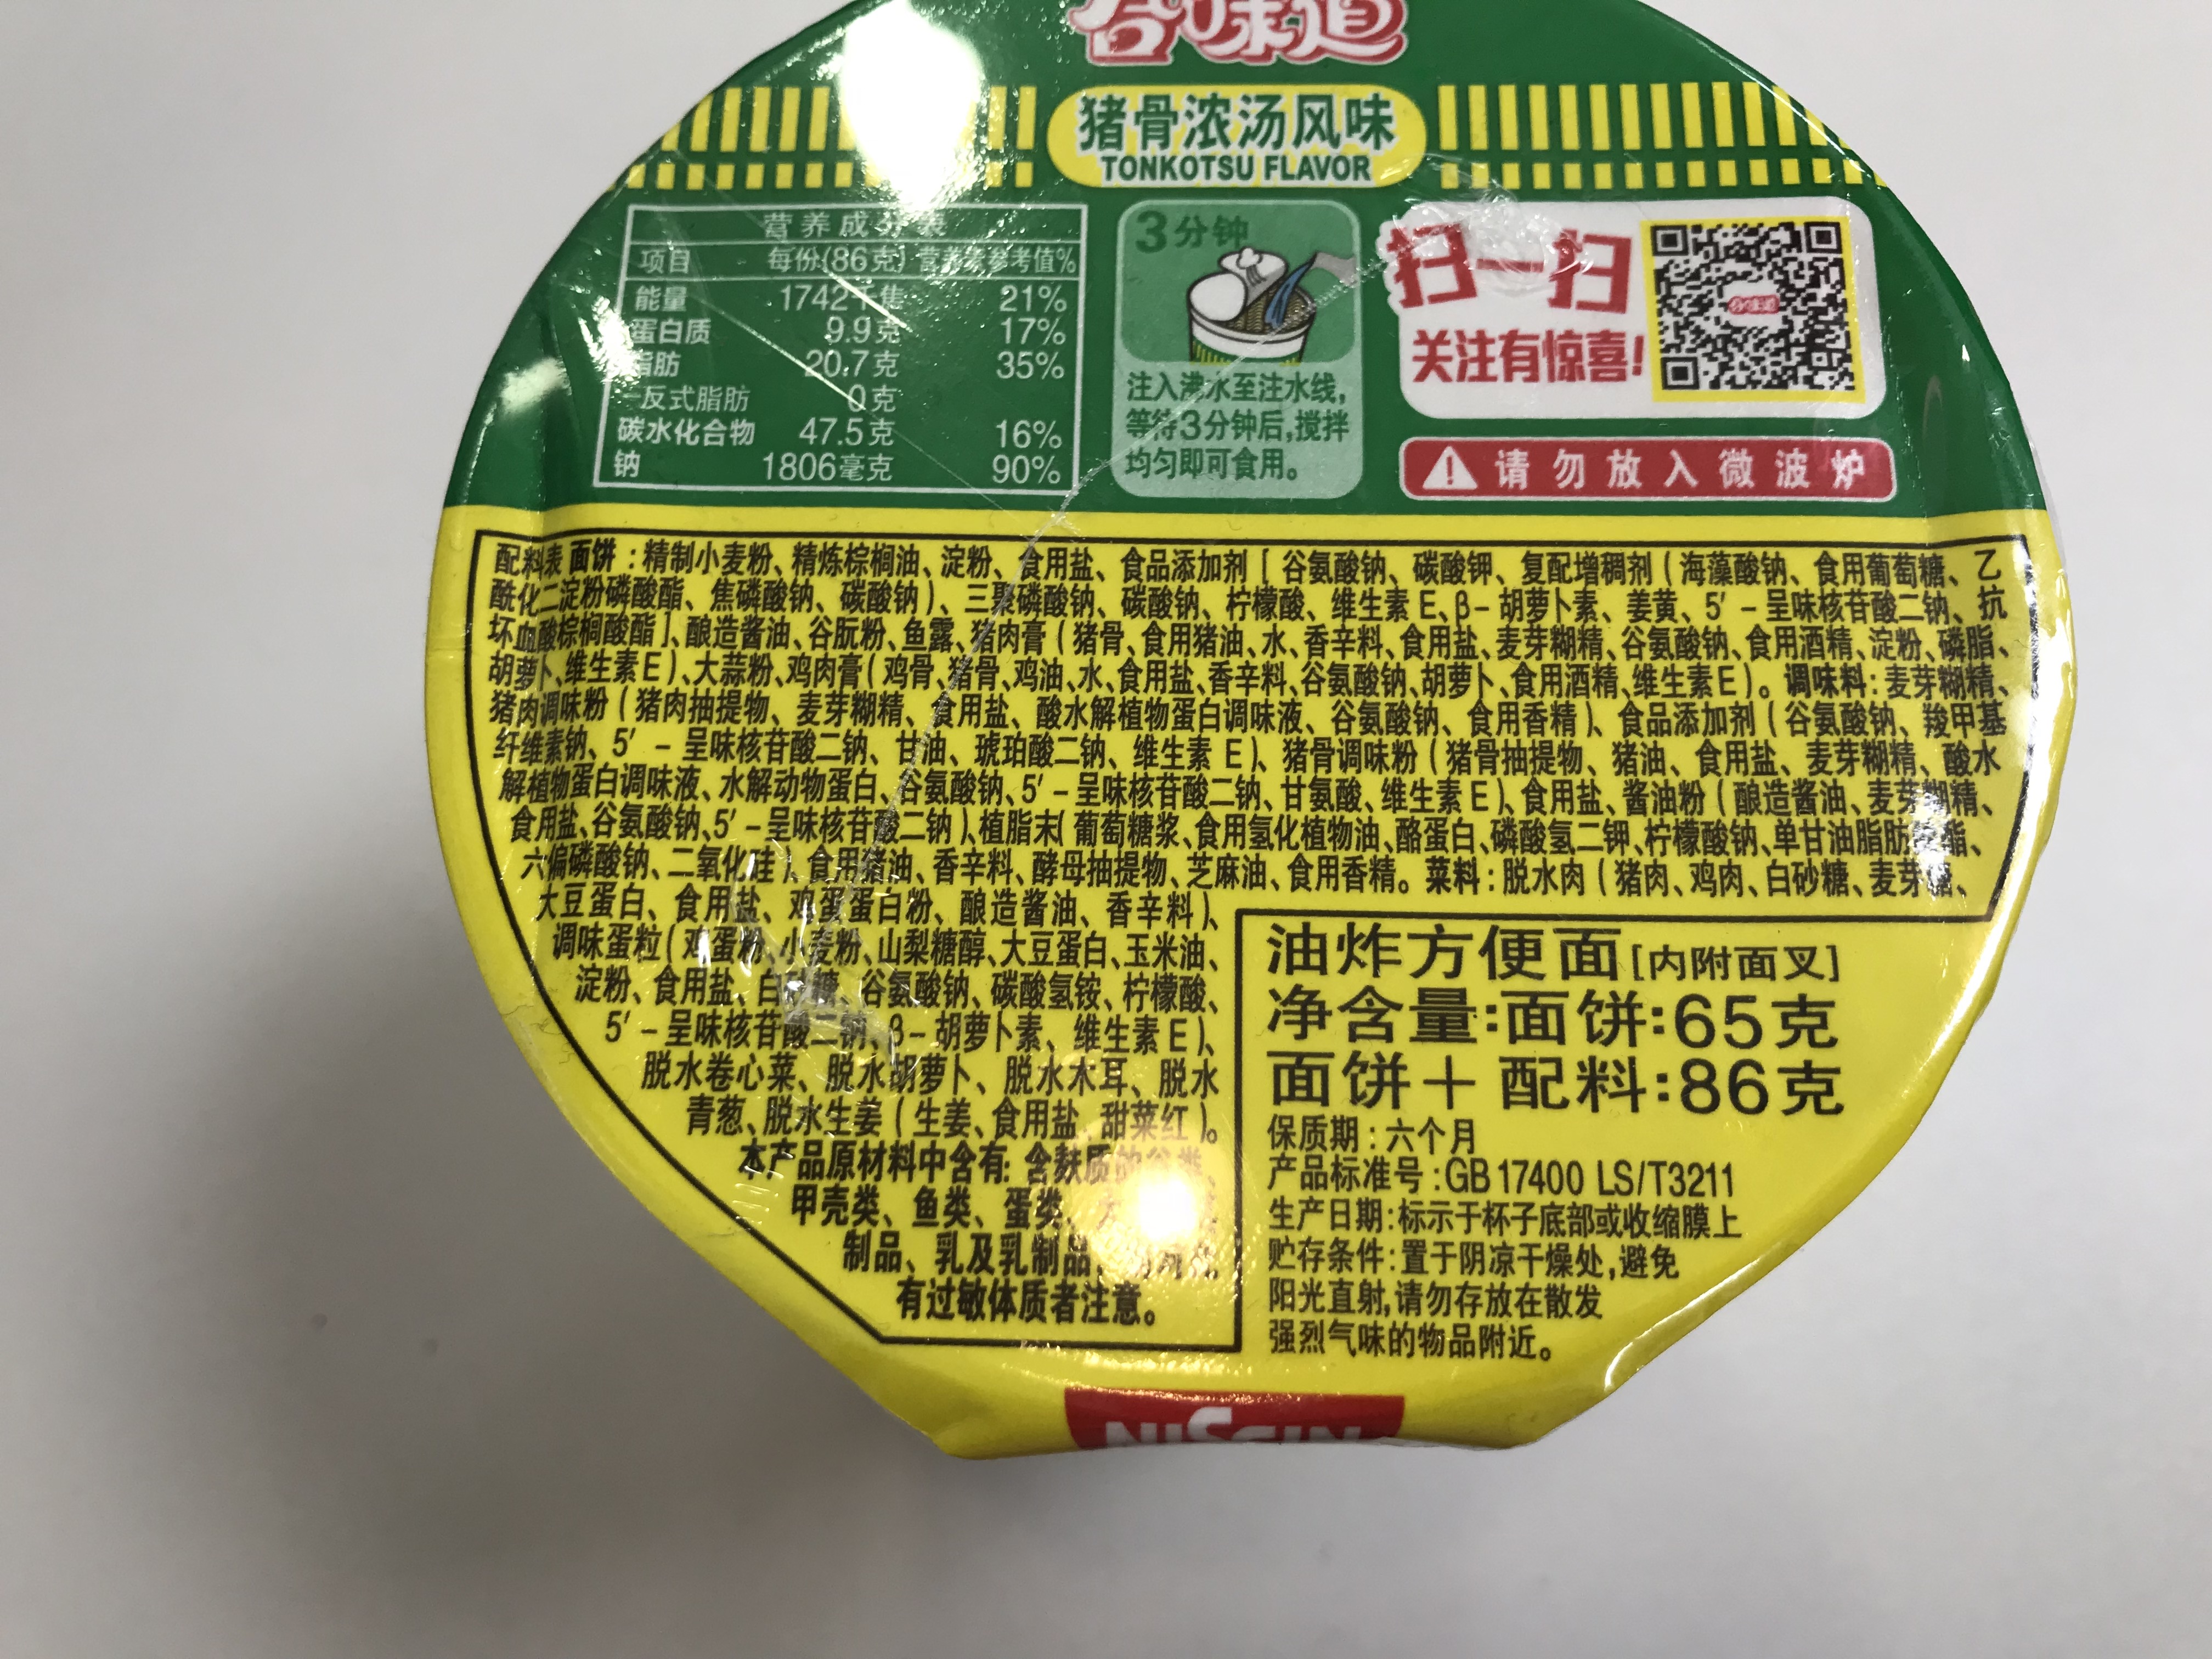 合味道
猪骨浓汤风味
TONKOTSU FLAVOR
营养成分表
项目 每份(86克) 营养素参考值%
能量 1742千焦 21%
蛋白质 9.9克 17%
脂肪 20.7克 35%
-反式脂肪 0克
碳水化合物 47.5克 16%
钠 1806毫克 90%
3分钟
注入沸水至注水线,
等待3分钟后,搅拌
均匀即可食用。
扫一扫
关注有惊喜!
合味道
请勿放入微波炉
配料表 面饼:精制小麦粉、精炼棕榈油、淀粉、食用盐、食品添加剂[谷氨酸钠、碳酸钾、复配增稠剂(海藻酸钠、食用葡萄糖、乙
酰化二淀粉磷酸酯、焦磷酸钠、碳酸钠)、三聚磷酸钠、碳酸钠、柠檬酸、维生素E、β-胡萝卜素、姜黄、5′-呈味核苷酸二钠、抗
坏血酸棕榈酸酯]、酿造酱油、谷朊粉、鱼露、猪肉膏(猪骨、食用猪油、水、香辛料、食用盐、麦芽糊精、谷氨酸钠、食用酒精、淀粉、磷脂、
胡萝卜、维生素E)、大蒜粉、鸡肉膏(鸡骨、猪骨、鸡油、水、食用盐、香辛料、谷氨酸钠、胡萝卜、食用酒精、维生素E)。调味料:麦芽糊精、
猪肉调味粉(猪肉抽提物、麦芽糊精、食用盐、酸水解植物蛋白调味液、谷氨酸钠、食用香精)、食品添加剂(谷氨酸钠、羧甲基
纤维素钠、5′-呈味核苷酸二钠、甘油、琥珀酸二钠、维生素E)、猪骨调味粉(猪骨抽提物、猪油、食用盐、麦芽糊精、酸水
解植物蛋白调味液、水解动物蛋白、谷氨酸钠、5′-呈味核苷酸二钠、甘氨酸、维生素E)、食用盐、酱油粉(酿造酱油、麦芽糊精、
食用盐、谷氨酸钠、5′-呈味核苷酸二钠)、植脂末(葡萄糖浆、食用氢化植物油、酪蛋白、磷酸氢二钾、柠檬酸钠、单甘油脂肪酸酯、
六偏磷酸钠、二氧化硅)、食用猪油、香辛料、酵母抽提物、芝麻油、食用香精。菜料:脱水肉(猪肉、鸡肉、白砂糖、麦芽糖、
大豆蛋白、食用盐、鸡蛋蛋白粉、酿造酱油、香辛料)、
调味蛋粒(鸡蛋粉、小麦粉、山梨糖醇、大豆蛋白、玉米油、
淀粉、食用盐、白砂糖、谷氨酸钠、碳酸氢铵、柠檬酸、
5′-呈味核苷酸二钠、β-胡萝卜素、维生素E)、
脱水卷心菜、脱水胡萝卜、脱水木耳、脱水
青葱、脱水生姜(生姜、食用盐、甜菜红)。
本产品原材料中含有:含麸质的谷类、
甲壳类、鱼类、蛋类、
制品、乳及乳制品,
有过敏体质者注意。
油炸方便面[内附面叉]
净含量:面饼:65克
面饼+配料:86克
保质期:六个月
产品标准号:GB 17400 LS/T3211
生产日期:标示于杯子底部或收缩膜上
贮存条件:置于阴凉干燥处,避免
阳光直射,请勿存放在散发
强烈气味的物品附近。
NISSIN